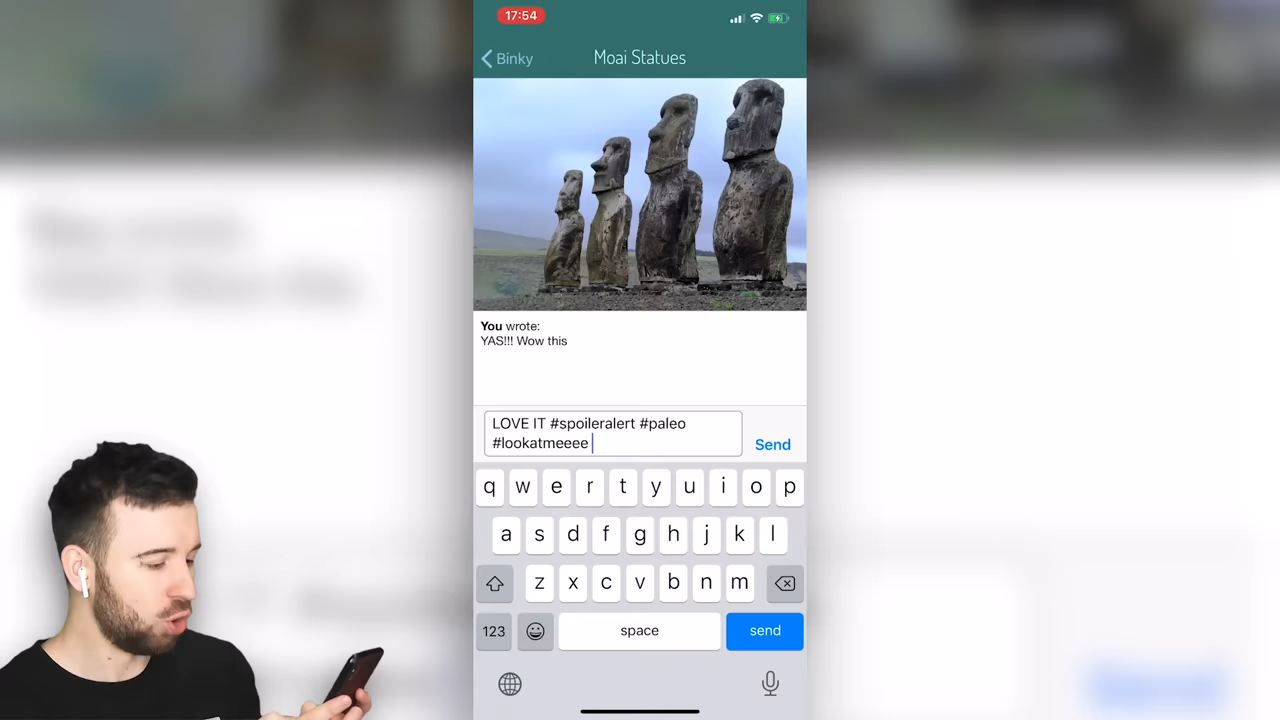 17:54
Binky
Moai Statues
You wrote:
YAS!!! Wow this
LOVE IT #spoileralert #paleo
#lookatmeeee
Send
q w e r t y u i o p
a s d f g h j k l
z x c v b n m
123
space
send